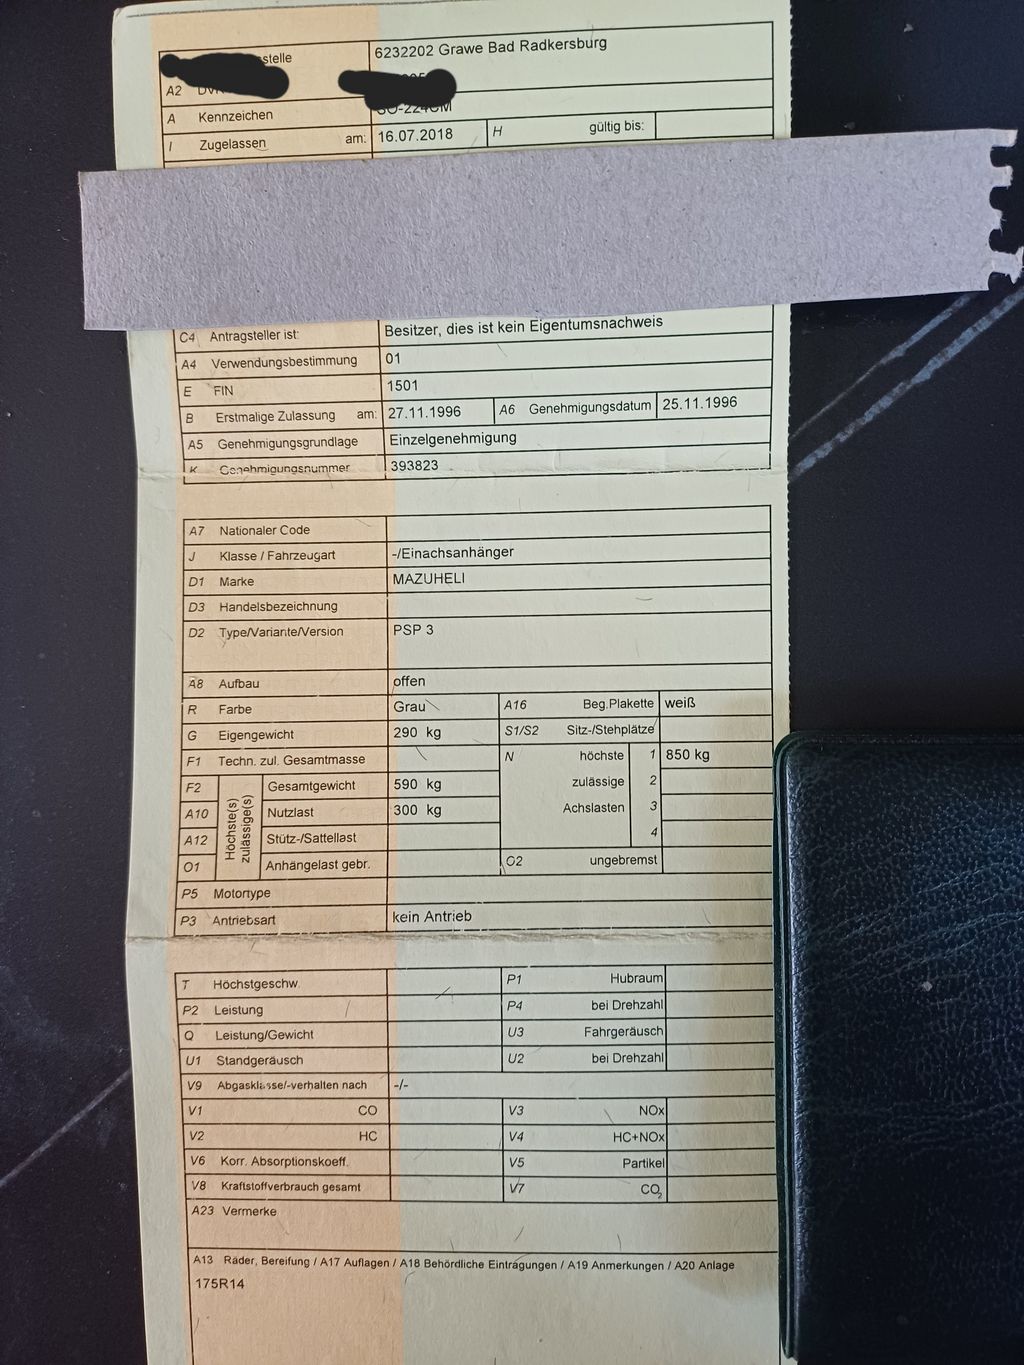 stelle 6232202 Grawe Bad Radkersburg
A2
A Kennzeichen
I Zugelassen am: 16.07.2018 H gültig bis:
C4 Antragsteller ist: Besitzer, dies ist kein Eigentumsnachweis
A4 Verwendungsbestimmung 01
E FIN 1501
B Erstmalige Zulassung am: 27.11.1996 A6 Genehmigungsdatum 25.11.1996
A5 Genehmigungsgrundlage Einzelgenehmigung
K Genehmigungsnummer 393823
A7 Nationaler Code
J Klasse / Fahrzeugart -/Einachsanhänger
D1 Marke MAZUHELI
D3 Handelsbezeichnung
D2 Type/Variante/Version PSP 3
A8 Aufbau offen
R Farbe Grau A16 Beg.Plakette weiß
G Eigengewicht 290 kg S1/S2 Sitz-/Stehplätze
F1 Techn. zul. Gesamtmasse N höchste 1 850 kg
F2 Höchste(s) zulässige(s) Gesamtgewicht 590 kg zulässige 2
A10 Nutzlast 300 kg Achslasten 3
A12 Stütz-/Sattellast 4
O1 Anhängelast gebr. O2 ungebremst
P5 Motortype
P3 Antriebsart kein Antrieb
T Höchstgeschw. P1 Hubraum
P2 Leistung P4 bei Drehzahl
Q Leistung/Gewicht U3 Fahrgeräusch
U1 Standgeräusch U2 bei Drehzahl
V9 Abgasklasse/-verhalten nach -/-
V1 CO V3 NOx
V2 HC V4 HC+NOx
V6 Korr. Absorptionskoeff. V5 Partikel
V8 Kraftstoffverbrauch gesamt V7 CO2
A23 Vermerke
A13 Räder, Bereifung / A17 Auflagen / A18 Behördliche Eintragungen / A19 Anmerkungen / A20 Anlage
175R14